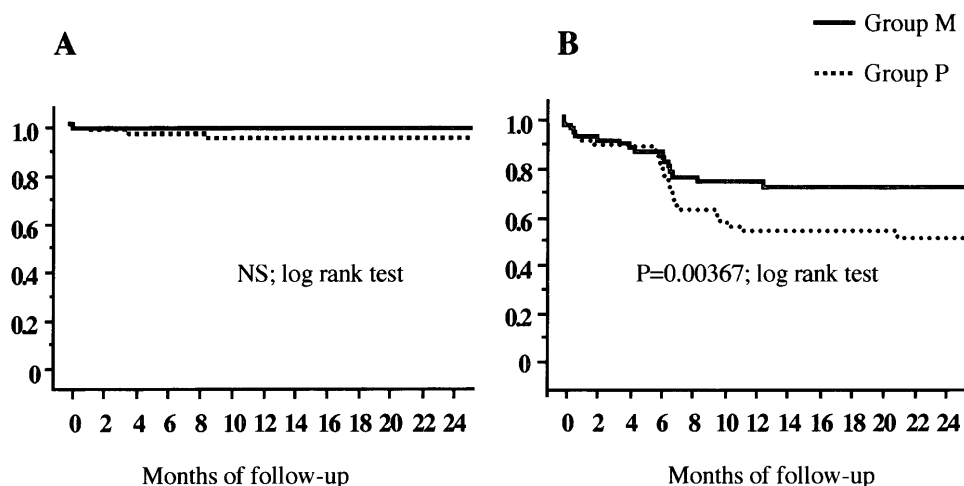 Group M
Group P
A
1.0
0.8
0.6
0.4
0.2
0
NS; log rank test
0 2 4 6 8 10 12 14 16 18 20 22 24
Months of follow-up
B
1.0
0.8
0.6
0.4
0.2
0
P=0.00367; log rank test
0 2 4 6 8 10 12 14 16 18 20 22 24
Months of follow-up